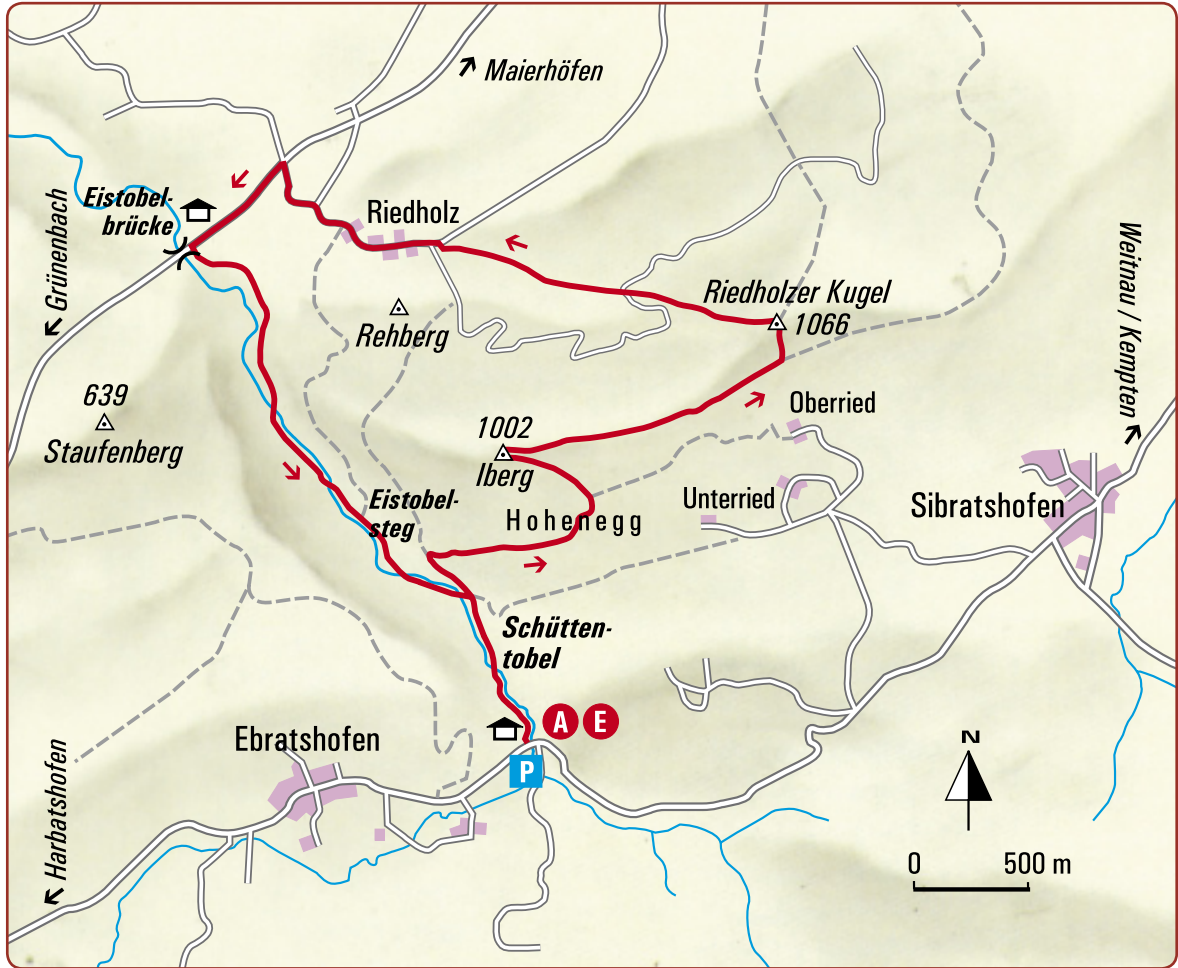 Maierhöfen
Eistobel-
brücke
Grünenbach
Riedholz
Weitnau / Kempten
Riedholzer Kugel
1066
Rehberg
639
Staufenberg
Oberried
1002
Iberg
Eistobel-
steg
Hohenegg
Unterried
Sibratshofen
Schütten-
tobel
A E
Ebratshofen
P
N
Harbatshofen
0 500 m